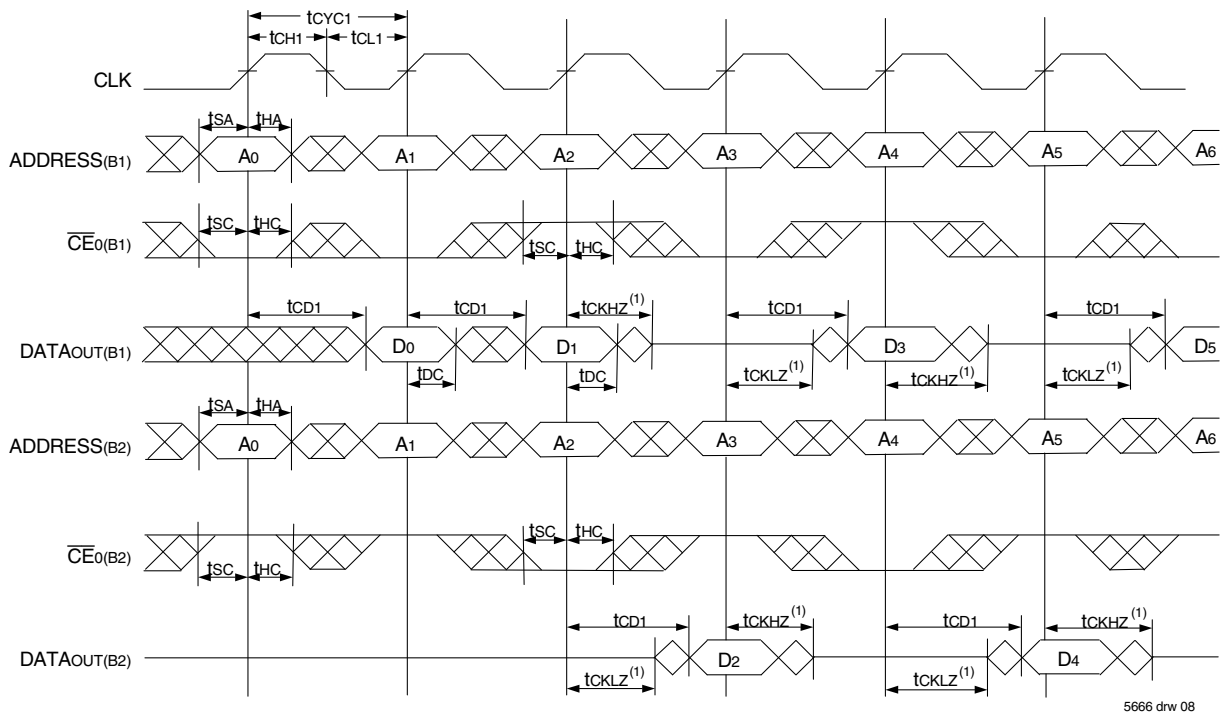 tCYC1
tCH1 tCL1
CLK
tSA tHA
ADDRESS(B1) A0 A1 A2 A3 A4 A5 A6
tSC tHC
CE0(B1)
tSC tHC
tCD1 tCD1 tCKHZ(1) tCD1 tCD1
DATAOUT(B1) D0 D1 D3 D5
tDC tDC tCKLZ(1) tCKHZ(1) tCKLZ(1)
tSA tHA
ADDRESS(B2) A0 A1 A2 A3 A4 A5 A6
tSC tHC
CE0(B2)
tSC tHC
tCD1 tCKHZ(1) tCD1 tCKHZ(1)
DATAOUT(B2) D2 D4
tCKLZ(1) tCKLZ(1)
5666 drw 08